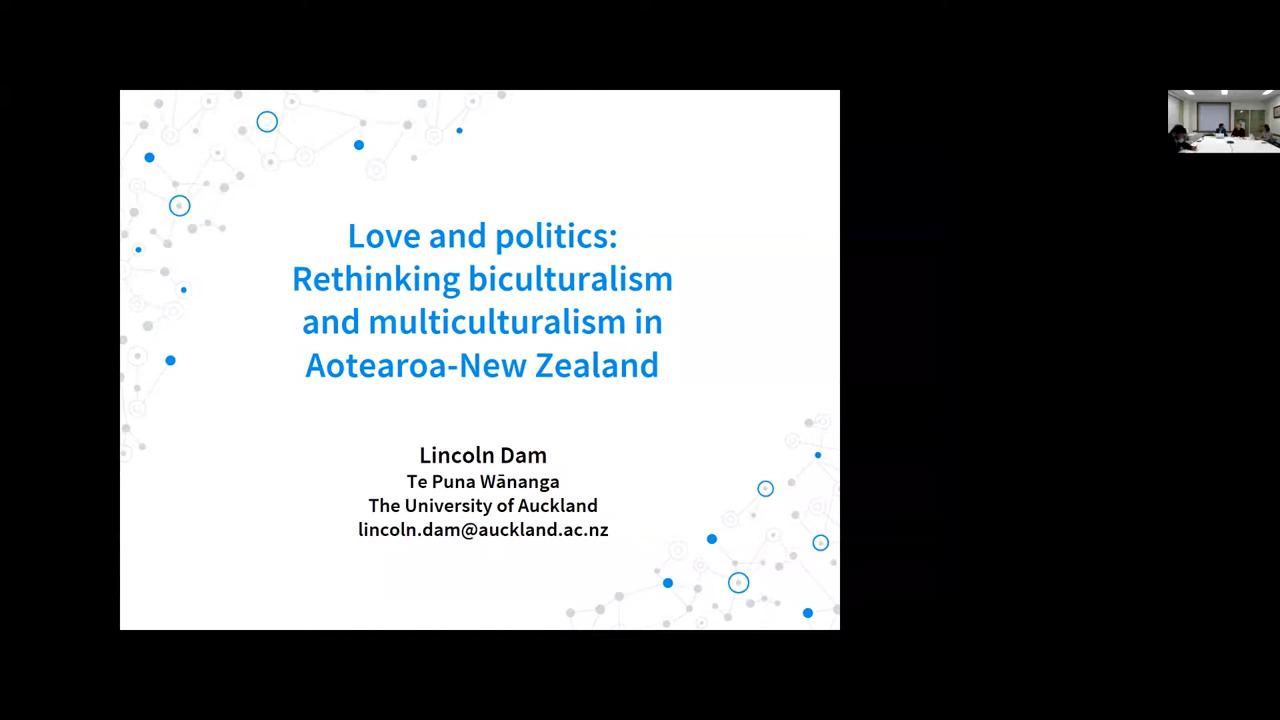 Love and politics:
Rethinking biculturalism
and multiculturalism in
Aotearoa-New Zealand
Lincoln Dam
Te Puna Wānanga
The University of Auckland
lincoln.dam@auckland.ac.nz